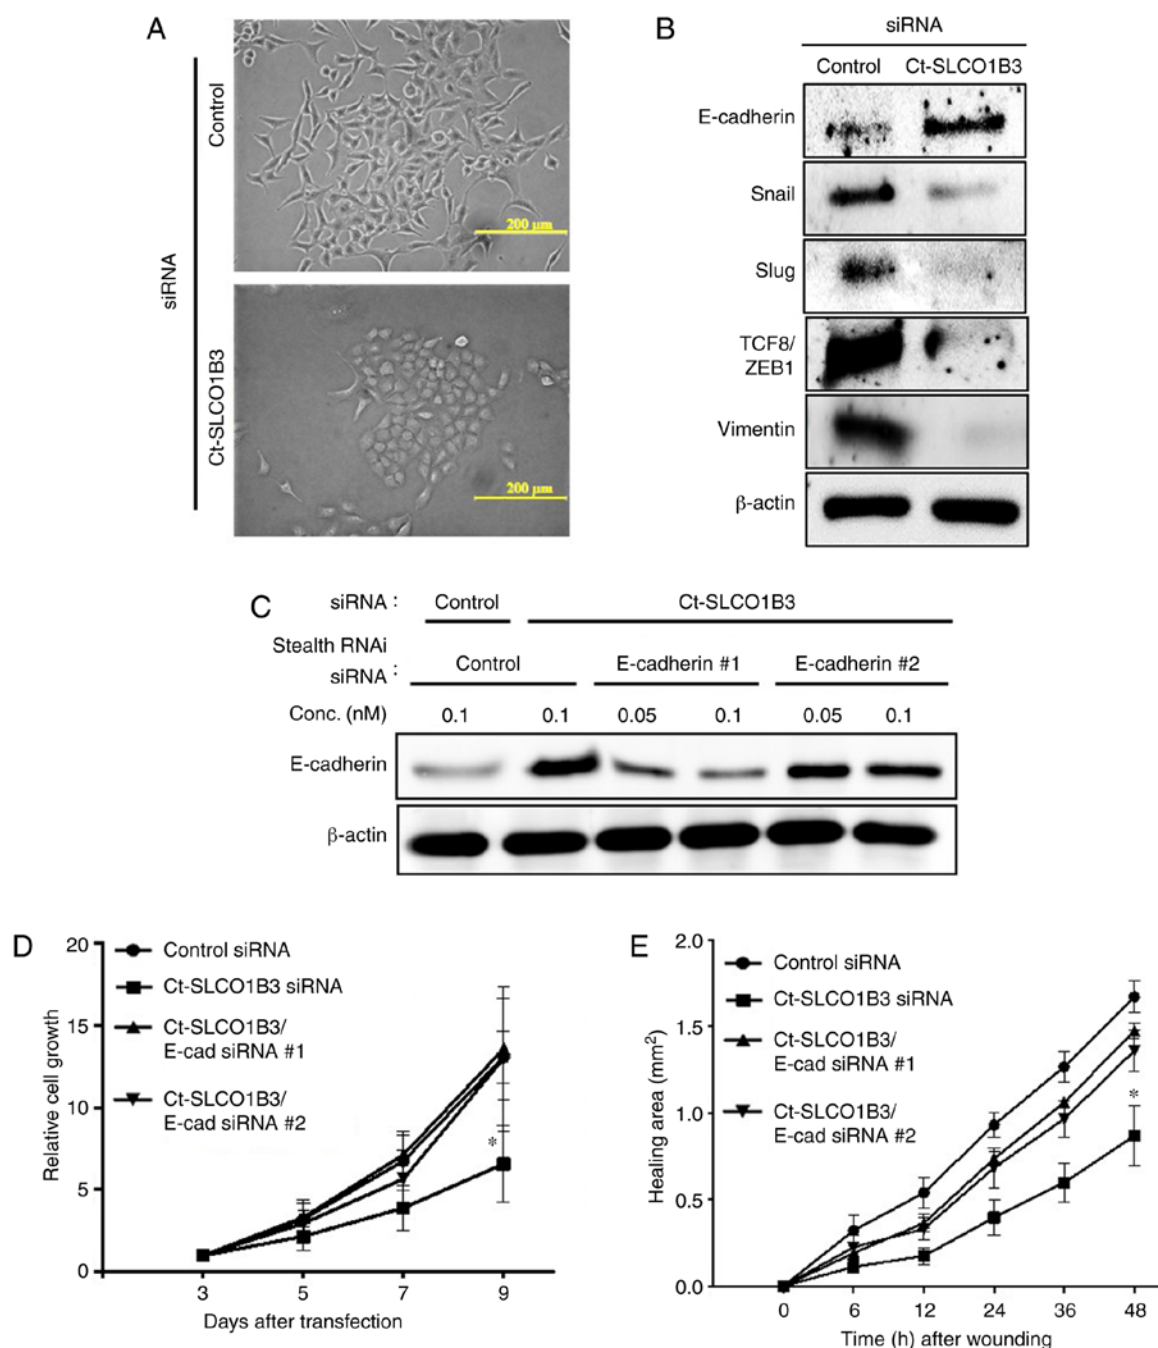 A
siRNA
Control
200 μm
Ct-SLCO1B3
200 μm
B
siRNA
Control Ct-SLCO1B3
E-cadherin
Snail
Slug
TCF8/
ZEB1
Vimentin
β-actin
C
siRNA : Control Ct-SLCO1B3
Stealth RNAi
siRNA : Control E-cadherin #1 E-cadherin #2
Conc. (nM) 0.1 0.1 0.05 0.1 0.05 0.1
E-cadherin
β-actin
D
Relative cell growth
20
15
10
5
0
Control siRNA
Ct-SLCO1B3 siRNA
Ct-SLCO1B3/
E-cad siRNA #1
Ct-SLCO1B3/
E-cad siRNA #2
*
3 5 7 9
Days after transfection
E
Healing area (mm²)
2.0
1.5
1.0
0.5
0.0
Control siRNA
Ct-SLCO1B3 siRNA
Ct-SLCO1B3/
E-cad siRNA #1
Ct-SLCO1B3/
E-cad siRNA #2
*
0 6 12 24 36 48
Time (h) after wounding